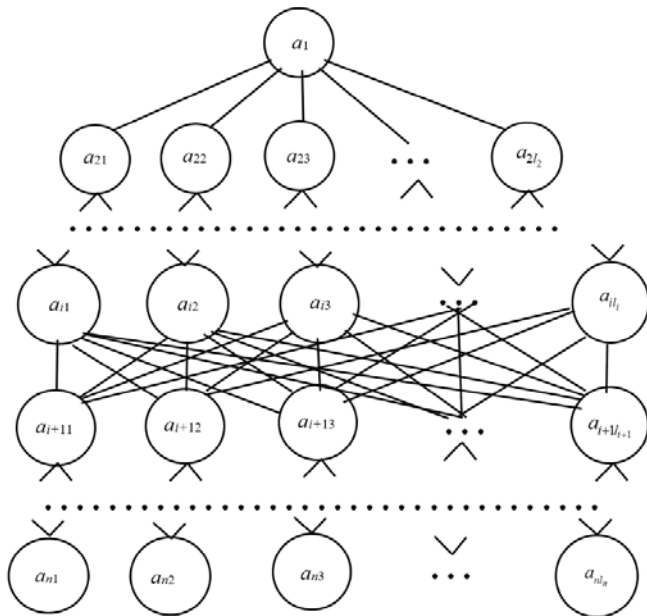 a₁
a₂₁ a₂₂ a₂₃ ... a₂l₂
aᵢ₁ aᵢ₂ aᵢ₃ ... aᵢlᵢ
aᵢ₊₁₁ aᵢ₊₁₂ aᵢ₊₁₃ ... aᵢ₊₁lᵢ₊₁
aₙ₁ aₙ₂ aₙ₃ ... aₙlₙ